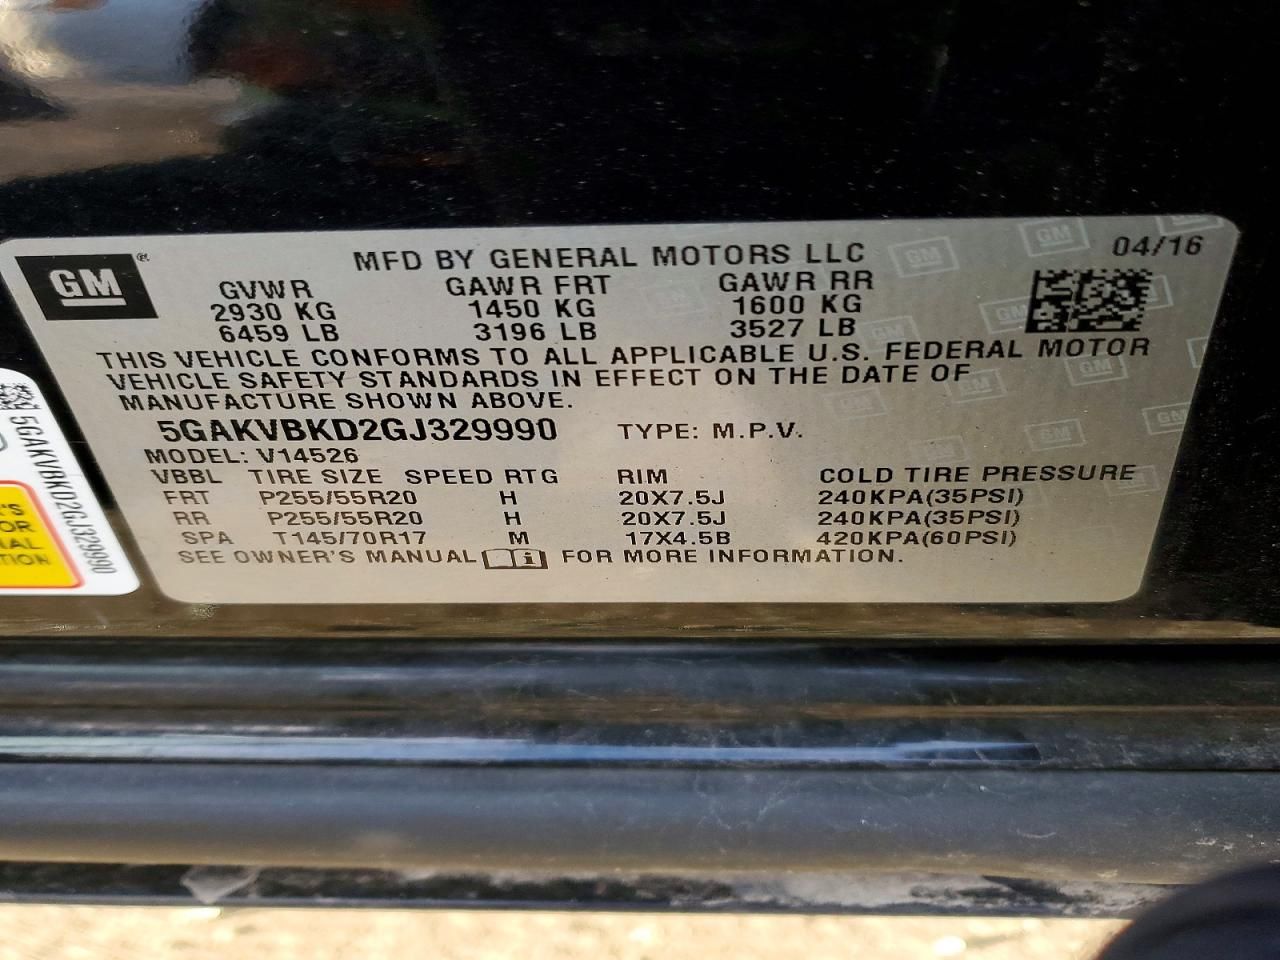 GM ®
MFD BY GENERAL MOTORS LLC
04/16
GVWR GAWR FRT GAWR RR
2930 KG 1450 KG 1600 KG
6459 LB 3196 LB 3527 LB
THIS VEHICLE CONFORMS TO ALL APPLICABLE U.S. FEDERAL MOTOR
VEHICLE SAFETY STANDARDS IN EFFECT ON THE DATE OF
MANUFACTURE SHOWN ABOVE.
5GAKVBKD2GJ329990 TYPE: M.P.V.
MODEL: V14526
VBBL TIRE SIZE SPEED RTG RIM COLD TIRE PRESSURE
FRT P255/55R20 H 20X7.5J 240KPA(35PSI)
RR P255/55R20 H 20X7.5J 240KPA(35PSI)
SPA T145/70R17 M 17X4.5B 420KPA(60PSI)
SEE OWNER'S MANUAL i FOR MORE INFORMATION.
5GAKVBKD2GJ329990